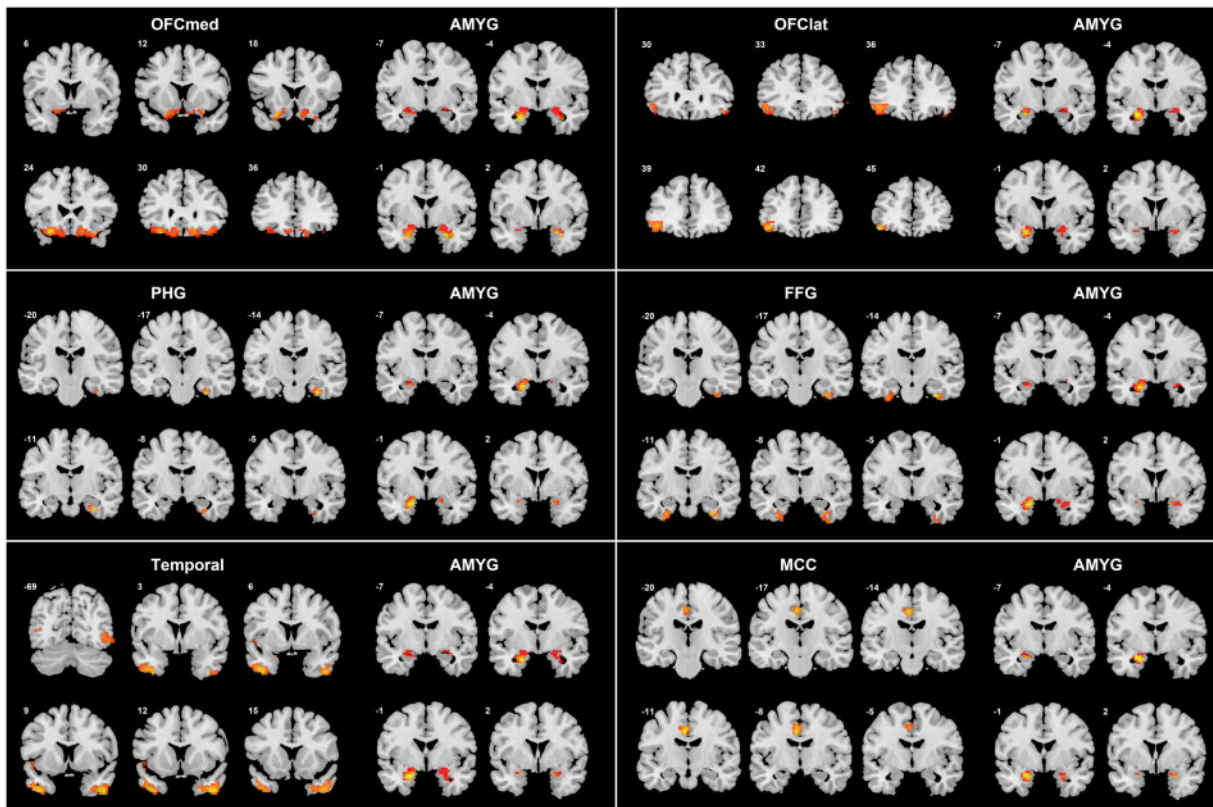 OFCmed AMYG
6 12 18 -7 -4
24 30 36 -1 2
OFClat AMYG
30 33 36 -7 -4
39 42 45 -1 2
PHG AMYG
-20 -17 -14 -7 -4
-11 -8 -5 -1 2
FFG AMYG
-20 -17 -14 -7 -4
-11 -8 -5 -1 2
Temporal AMYG
-69 3 6 -7 -4
9 12 15 -1 2
MCC AMYG
-20 -17 -14 -7 -4
-11 -8 -5 -1 2